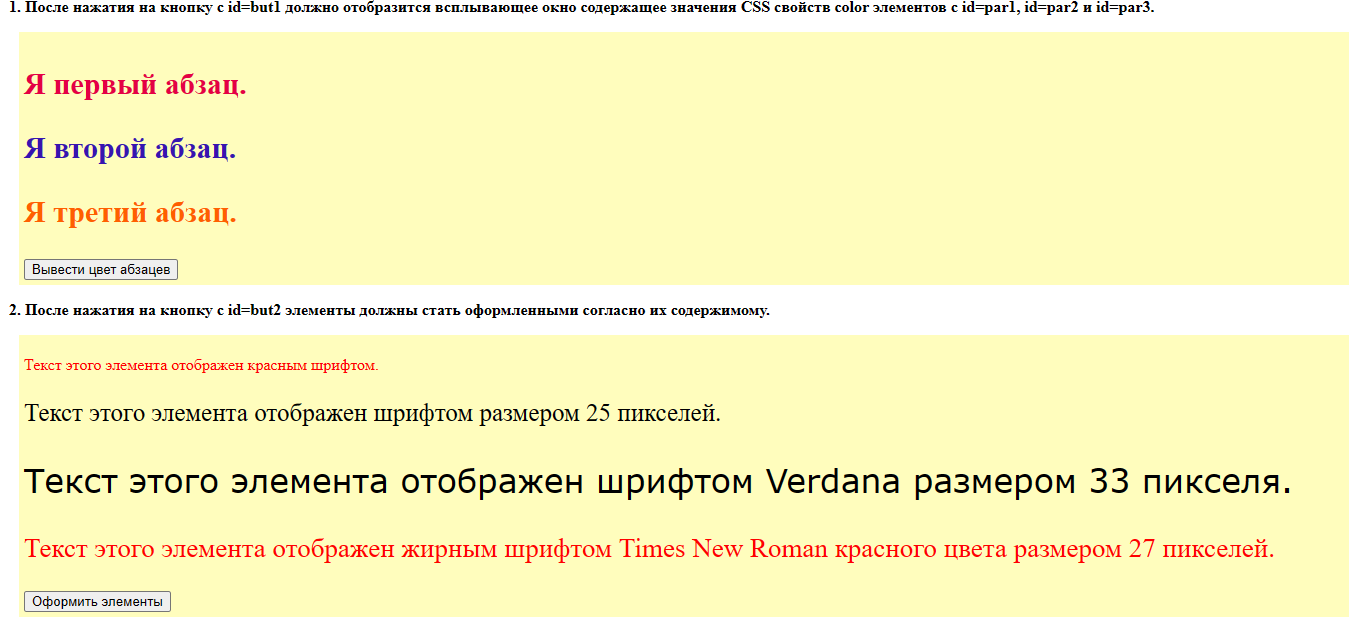 1. После нажатия на кнопку с id=but1 должно отобразится всплывающее окно содержащее значения CSS свойств color элементов с id=par1, id=par2 и id=par3.
Я первый абзац.
Я второй абзац.
Я третий абзац.
Вывести цвет абзацев
2. После нажатия на кнопку с id=but2 элементы должны стать оформленными согласно их содержимому.
Текст этого элемента отображен красным шрифтом.
Текст этого элемента отображен шрифтом размером 25 пикселей.
Текст этого элемента отображен шрифтом Verdana размером 33 пикселя.
Текст этого элемента отображен жирным шрифтом Times New Roman красного цвета размером 27 пикселей.
Оформить элементы